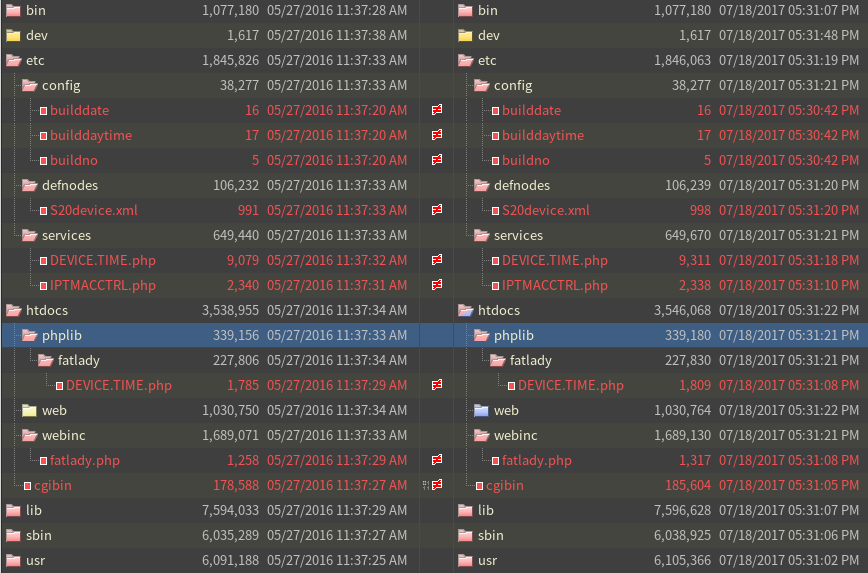 bin 1,077,180 05/27/2016 11:37:28 AM bin 1,077,180 07/18/2017 05:31:07 PM
dev 1,617 05/27/2016 11:37:38 AM dev 1,617 07/18/2017 05:31:48 PM
etc 1,845,826 05/27/2016 11:37:33 AM etc 1,846,063 07/18/2017 05:31:19 PM
config 38,277 05/27/2016 11:37:33 AM config 38,277 07/18/2017 05:31:21 PM
builddate 16 05/27/2016 11:37:20 AM builddate 16 07/18/2017 05:30:42 PM
builddaytime 17 05/27/2016 11:37:20 AM builddaytime 17 07/18/2017 05:30:42 PM
buildno 5 05/27/2016 11:37:20 AM buildno 5 07/18/2017 05:30:42 PM
defnodes 106,232 05/27/2016 11:37:33 AM defnodes 106,239 07/18/2017 05:31:20 PM
S20device.xml 991 05/27/2016 11:37:33 AM S20device.xml 998 07/18/2017 05:31:20 PM
services 649,440 05/27/2016 11:37:33 AM services 649,670 07/18/2017 05:31:21 PM
DEVICE.TIME.php 9,079 05/27/2016 11:37:32 AM DEVICE.TIME.php 9,311 07/18/2017 05:31:18 PM
IPTMACCTRL.php 2,340 05/27/2016 11:37:31 AM IPTMACCTRL.php 2,338 07/18/2017 05:31:10 PM
htdocs 3,538,955 05/27/2016 11:37:34 AM htdocs 3,546,068 07/18/2017 05:31:22 PM
phplib 339,156 05/27/2016 11:37:33 AM phplib 339,180 07/18/2017 05:31:21 PM
fatlady 227,806 05/27/2016 11:37:34 AM fatlady 227,830 07/18/2017 05:31:21 PM
DEVICE.TIME.php 1,785 05/27/2016 11:37:29 AM DEVICE.TIME.php 1,809 07/18/2017 05:31:08 PM
web 1,030,750 05/27/2016 11:37:34 AM web 1,030,764 07/18/2017 05:31:22 PM
webinc 1,689,071 05/27/2016 11:37:33 AM webinc 1,689,130 07/18/2017 05:31:21 PM
fatlady.php 1,258 05/27/2016 11:37:29 AM fatlady.php 1,317 07/18/2017 05:31:08 PM
cgibin 178,588 05/27/2016 11:37:27 AM cgibin 185,604 07/18/2017 05:31:05 PM
lib 7,594,033 05/27/2016 11:37:29 AM lib 7,596,628 07/18/2017 05:31:07 PM
sbin 6,035,289 05/27/2016 11:37:27 AM sbin 6,038,925 07/18/2017 05:31:06 PM
usr 6,091,188 05/27/2016 11:37:25 AM usr 6,105,366 07/18/2017 05:31:02 PM